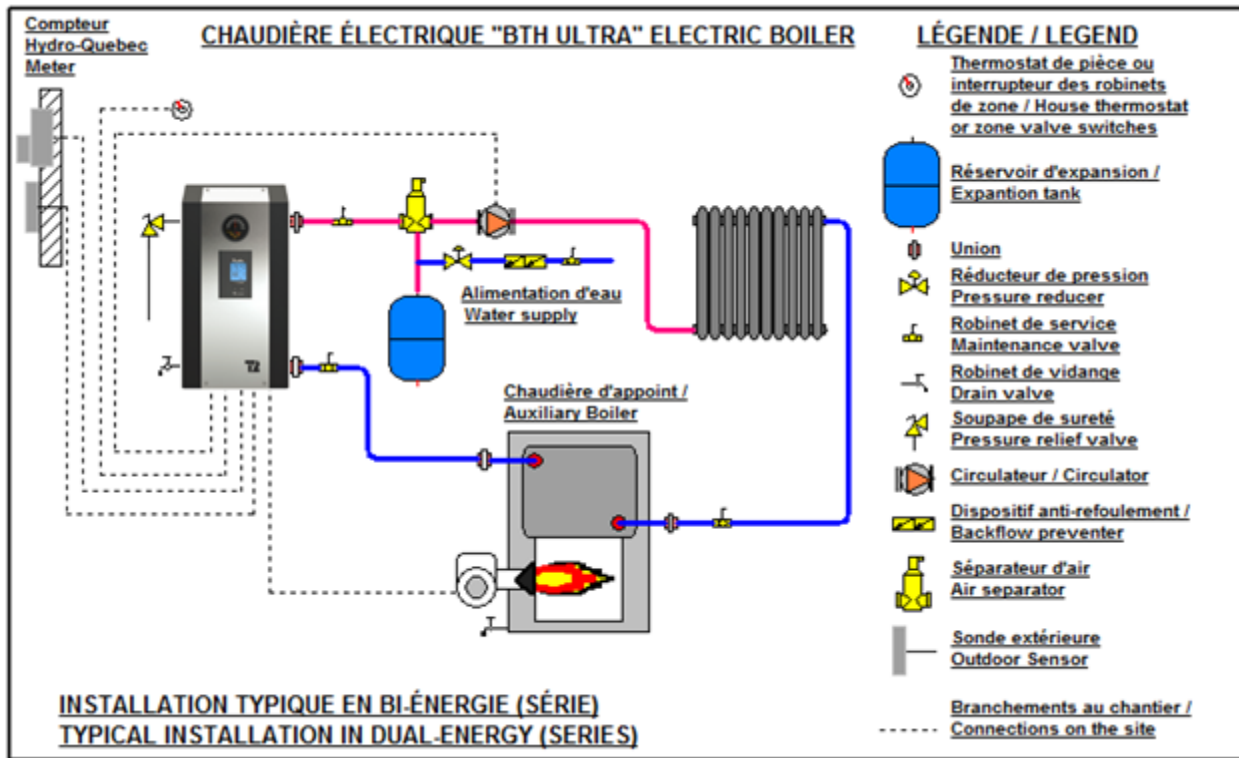 Compteur
Hydro-Quebec
Meter
CHAUDIÈRE ÉLECTRIQUE "BTH ULTRA" ELECTRIC BOILER
Alimentation d'eau
Water supply
Chaudière d'appoint /
Auxiliary Boiler
INSTALLATION TYPIQUE EN BI-ÉNERGIE (SÉRIE)
TYPICAL INSTALLATION IN DUAL-ENERGY (SERIES)
LÉGENDE / LEGEND
Thermostat de pièce ou
interrupteur des robinets
de zone / House thermostat
or zone valve switches
Réservoir d'expansion /
Expantion tank
Union
Réducteur de pression
Pressure reducer
Robinet de service
Maintenance valve
Robinet de vidange
Drain valve
Soupape de sureté
Pressure relief valve
Circulateur / Circulator
Dispositif anti-refoulement /
Backflow preventer
Séparateur d'air
Air separator
Sonde extérieure
Outdoor Sensor
Branchements au chantier /
Connections on the site